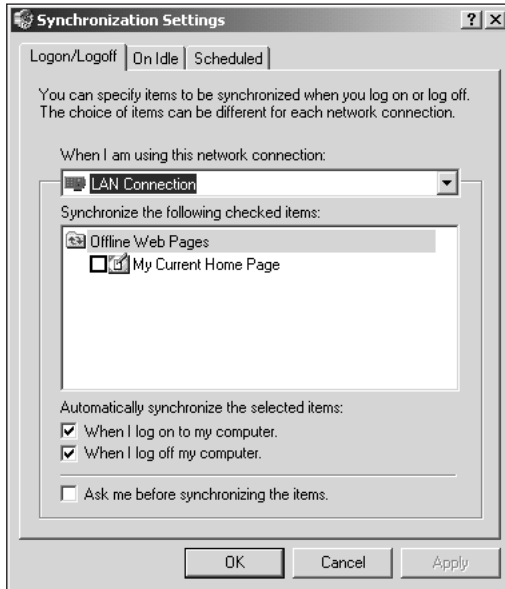 Synchronization Settings
Logon/Logoff
On Idle
Scheduled
You can specify items to be synchronized when you log on or log off.
The choice of items can be different for each network connection.
When I am using this network connection:
LAN Connection
Synchronize the following checked items:
Offline Web Pages
My Current Home Page
Automatically synchronize the selected items:
When I log on to my computer.
When I log off my computer.
Ask me before synchronizing the items.
OK
Cancel
Apply